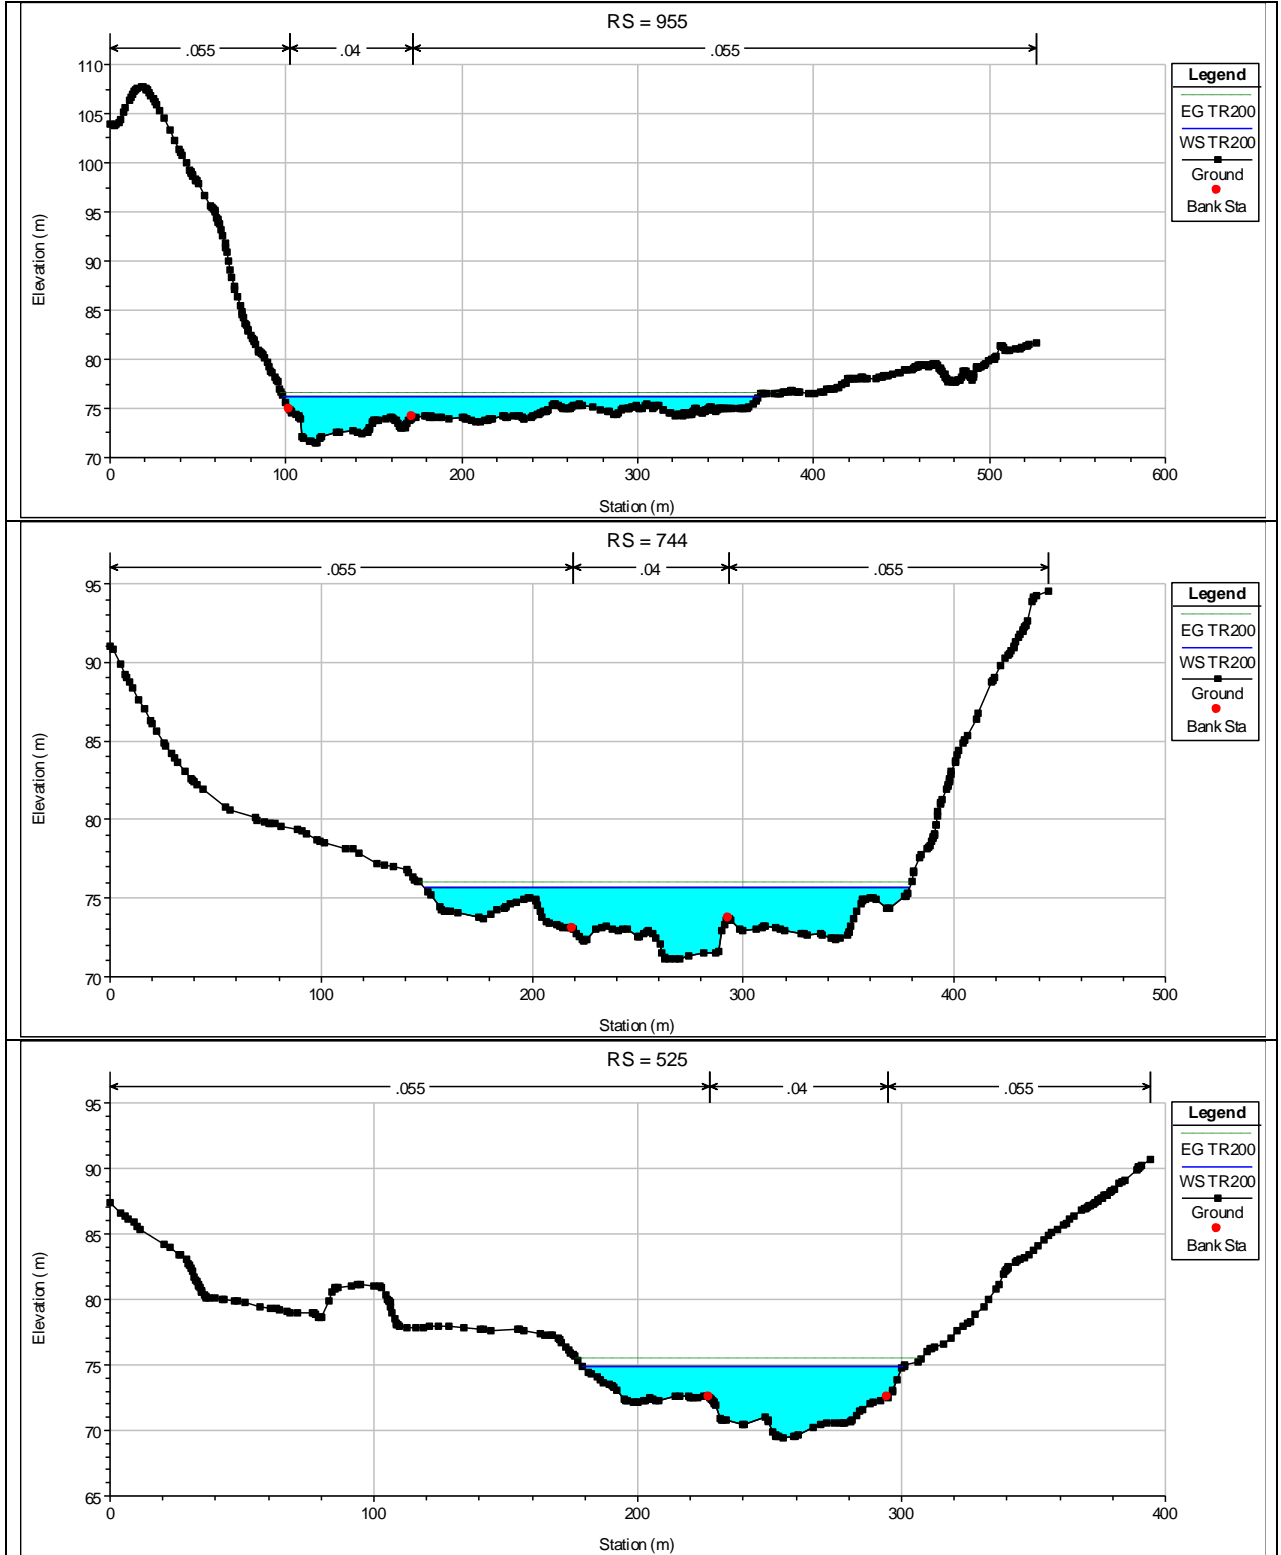 RS = 955
.055 .04 .055
110
105
100
95
90
85
80
75
70
Elevation (m)
0 100 200 300 400 500 600
Station (m)
Legend
EG TR200
WS TR200
Ground
Bank Sta
RS = 744
.055 .04 .055
95
90
85
80
75
70
Elevation (m)
0 100 200 300 400 500
Station (m)
Legend
EG TR200
WS TR200
Ground
Bank Sta
RS = 525
.055 .04 .055
95
90
85
80
75
70
65
Elevation (m)
0 100 200 300 400
Station (m)
Legend
EG TR200
WS TR200
Ground
Bank Sta